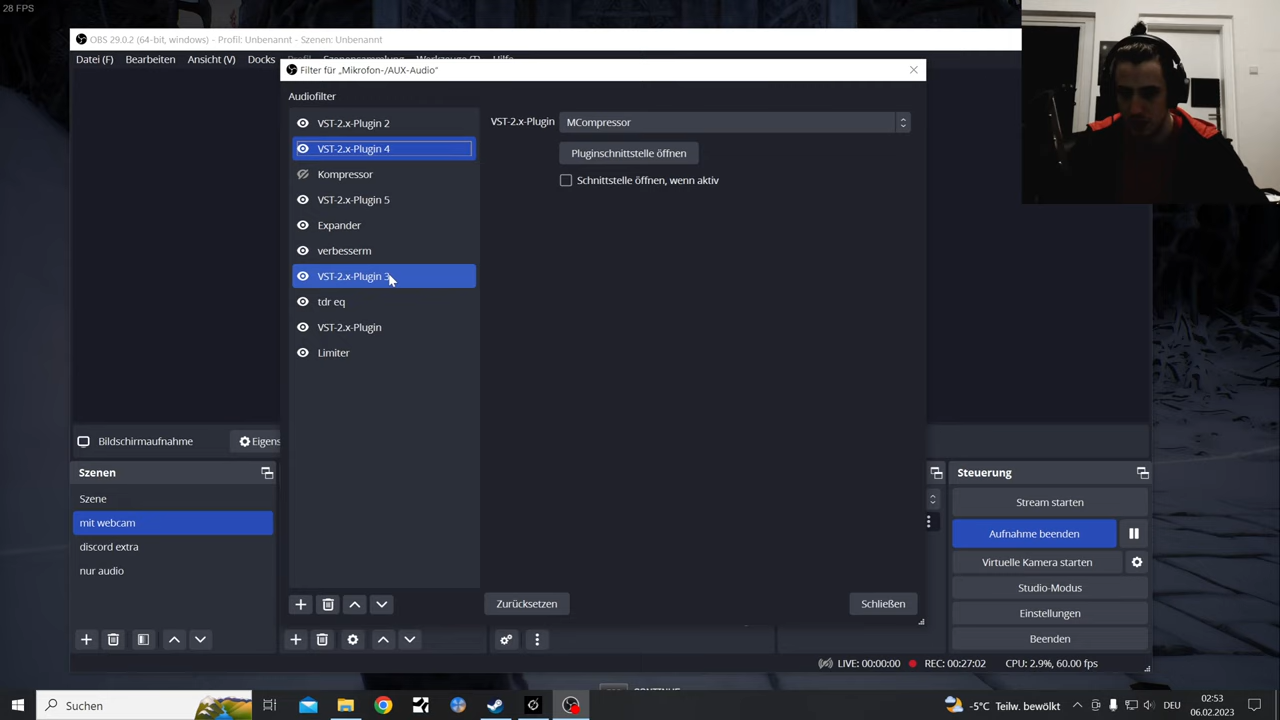 28 FPS
OBS 29.0.2 (64-bit, windows) - Profil: Unbenannt - Szenen: Unbenannt
Datei (F) Bearbeiten Ansicht (V) Docks Profil Szenensammlung Werkzeuge (T) Hilfe
Filter für „Mikrofon-/AUX-Audio“
Audiofilter
VST-2.x-Plugin 2
VST-2.x-Plugin 4
Kompressor
VST-2.x-Plugin 5
Expander
verbesserm
VST-2.x-Plugin 3
tdr eq
VST-2.x-Plugin
Limiter
VST-2.x-Plugin MCompressor
Pluginschnittstelle öffnen
Schnittstelle öffnen, wenn aktiv
Zurücksetzen
Schließen
Bildschirmaufnahme
Eigens
Szenen
Szene
mit webcam
discord extra
nur audio
Steuerung
Stream starten
Aufnahme beenden
Virtuelle Kamera starten
Studio-Modus
Einstellungen
Beenden
LIVE: 00:00:00 REC: 00:27:02 CPU: 2.9%, 60.00 fps
CONTINUE
Suchen
-5°C Teilw. bewölkt
DEU
02:53
06.02.2023